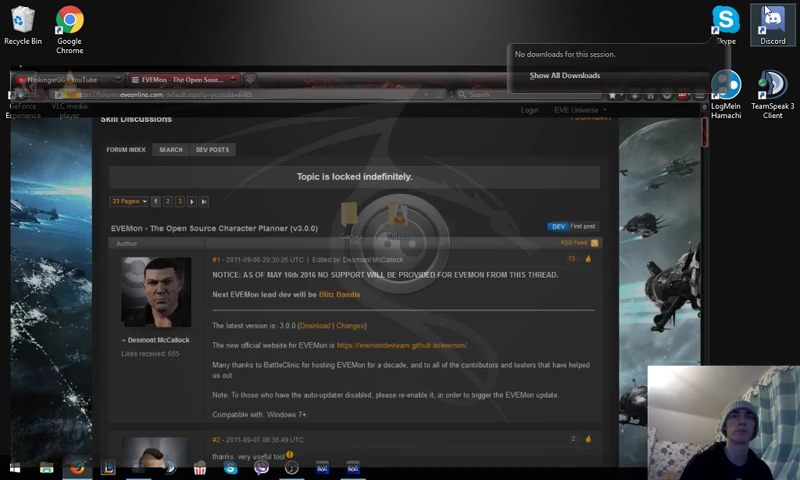 Recycle Bin
Google Chrome
Skype
Discord
No downloads for this session.
Show All Downloads
YouTube
EVEMon - The Open Sour...
Search
GeForce Experience
VLC media player
LogMeIn Hamachi
TeamSpeak 3 Client
Login
EVE Universe
Skill Discussions
Forum Rules
FORUM INDEX
SEARCH
DEV POSTS
Topic is locked indefinitely.
23 Pages
1
2
3
EVEMon - The Open Source Character Planner (v3.0.0)
DEV
First post
Author
RSS Feed
Games
#1 - 2011-09-06 20:30:35 UTC | Edited by: Desmont McCallock
73
NOTICE: AS OF MAY 16th 2016 NO SUPPORT WILL BE PROVIDED FOR EVEMON FROM THIS THREAD.
Next EVEMon lead dev will be Blitz Bandis
The latest version is: 3.0.0 (Download | Changes)
Desmont McCallock
Likes received: 655
The new official website for EVEMon is https://evemondevteam.github.io/evemon/.
Many thanks to BattleClinic for hosting EVEMon for a decade, and to all of the contributors and testers that have helped
us out.
Note: To those who have the auto-updater disabled, please re-enable it, in order to trigger the EVEMon update.
Compatible with: Windows 7+.
#2 - 2011-09-07 08:36:49 UTC
2
thanks. very useful tool